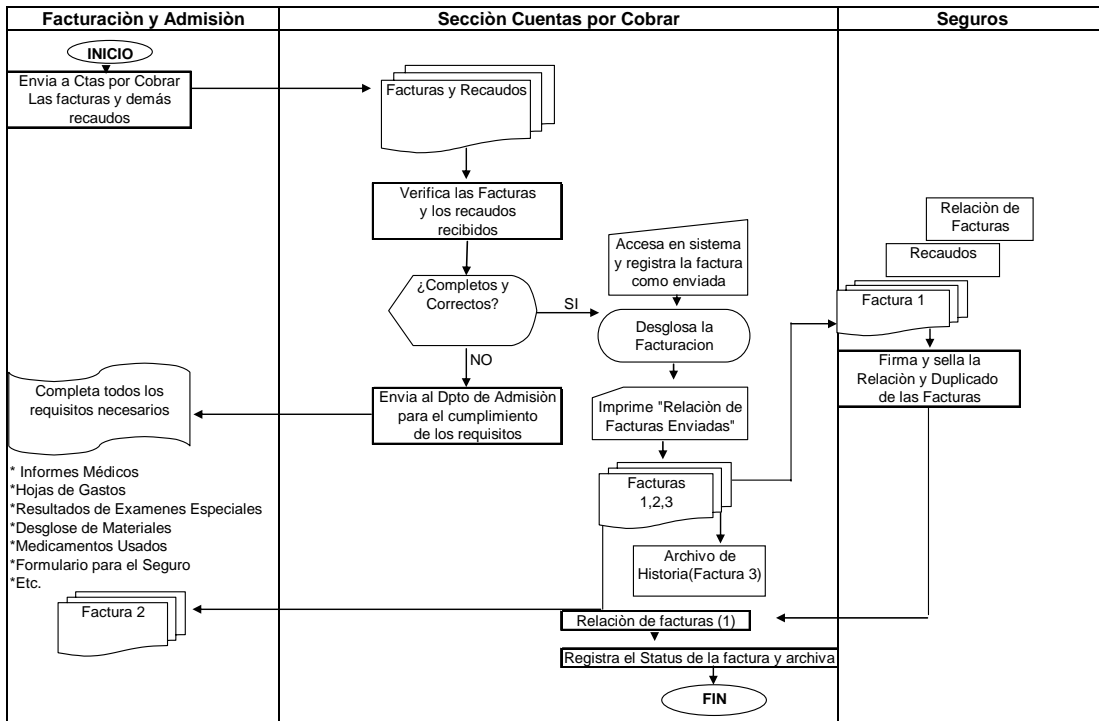 Facturaciòn y Admisiòn
Secciòn Cuentas por Cobrar
Seguros
INICIO
Envia a Ctas por Cobrar
Las facturas y demás
recaudos
Facturas y Recaudos
Verifica las Facturas
y los recaudos
recibidos
¿Completos y
Correctos?
SI
NO
Envia al Dpto de Admisiòn
para el cumplimiento
de los requisitos
Completa todos los
requisitos necesarios
* Informes Médicos
*Hojas de Gastos
*Resultados de Examenes Especiales
*Desglose de Materiales
*Medicamentos Usados
*Formulario para el Seguro
*Etc.
Factura 2
Accesa en sistema
y registra la factura
como enviada
Desglosa la
Facturacion
Imprime "Relaciòn de
Facturas Enviadas"
Facturas
1,2,3
Archivo de
Historia(Factura 3)
Relaciòn de
Facturas
Recaudos
Factura 1
Firma y sella la
Relaciòn y Duplicado
de las Facturas
Relaciòn de facturas (1)
Registra el Status de la factura y archiva
FIN